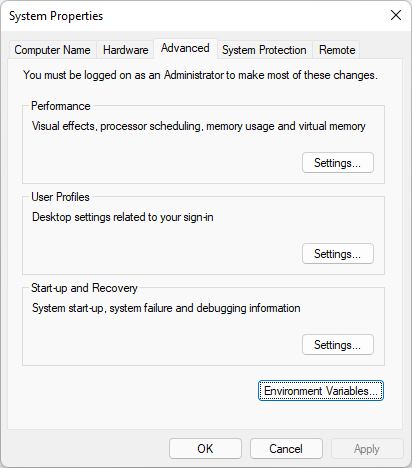 System Properties
Computer Name Hardware Advanced System Protection Remote
You must be logged on as an Administrator to make most of these changes.
Performance
Visual effects, processor scheduling, memory usage and virtual memory
Settings...
User Profiles
Desktop settings related to your sign-in
Settings...
Start-up and Recovery
System start-up, system failure and debugging information
Settings...
Environment Variables...
OK Cancel Apply